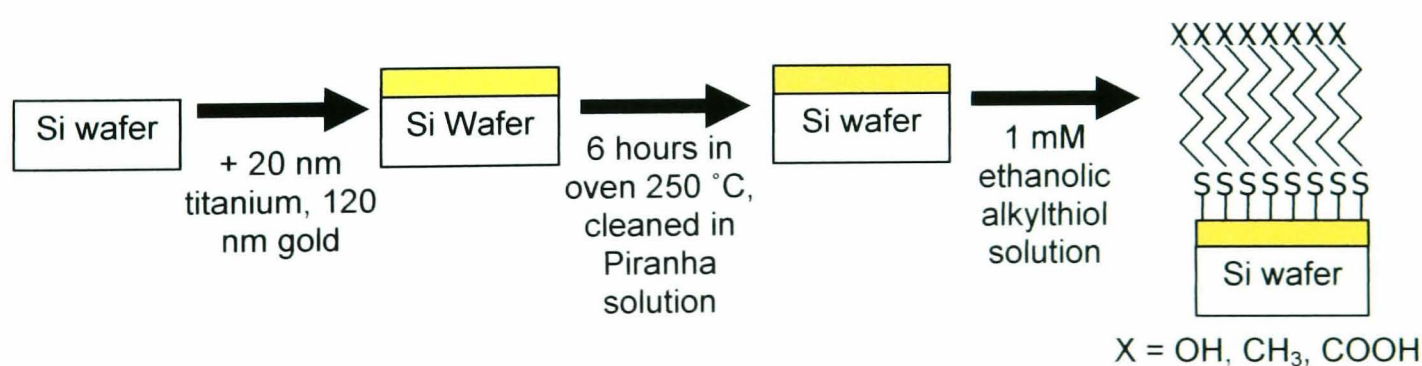 Si wafer
+ 20 nm
titanium, 120
nm gold
Si Wafer
6 hours in
oven 250 ˚C,
cleaned in
Piranha
solution
Si wafer
1 mM
ethanolic
alkylthiol
solution
XXXXXXXX
SSSSSSSS
Si wafer
X = OH, CH₃, COOH